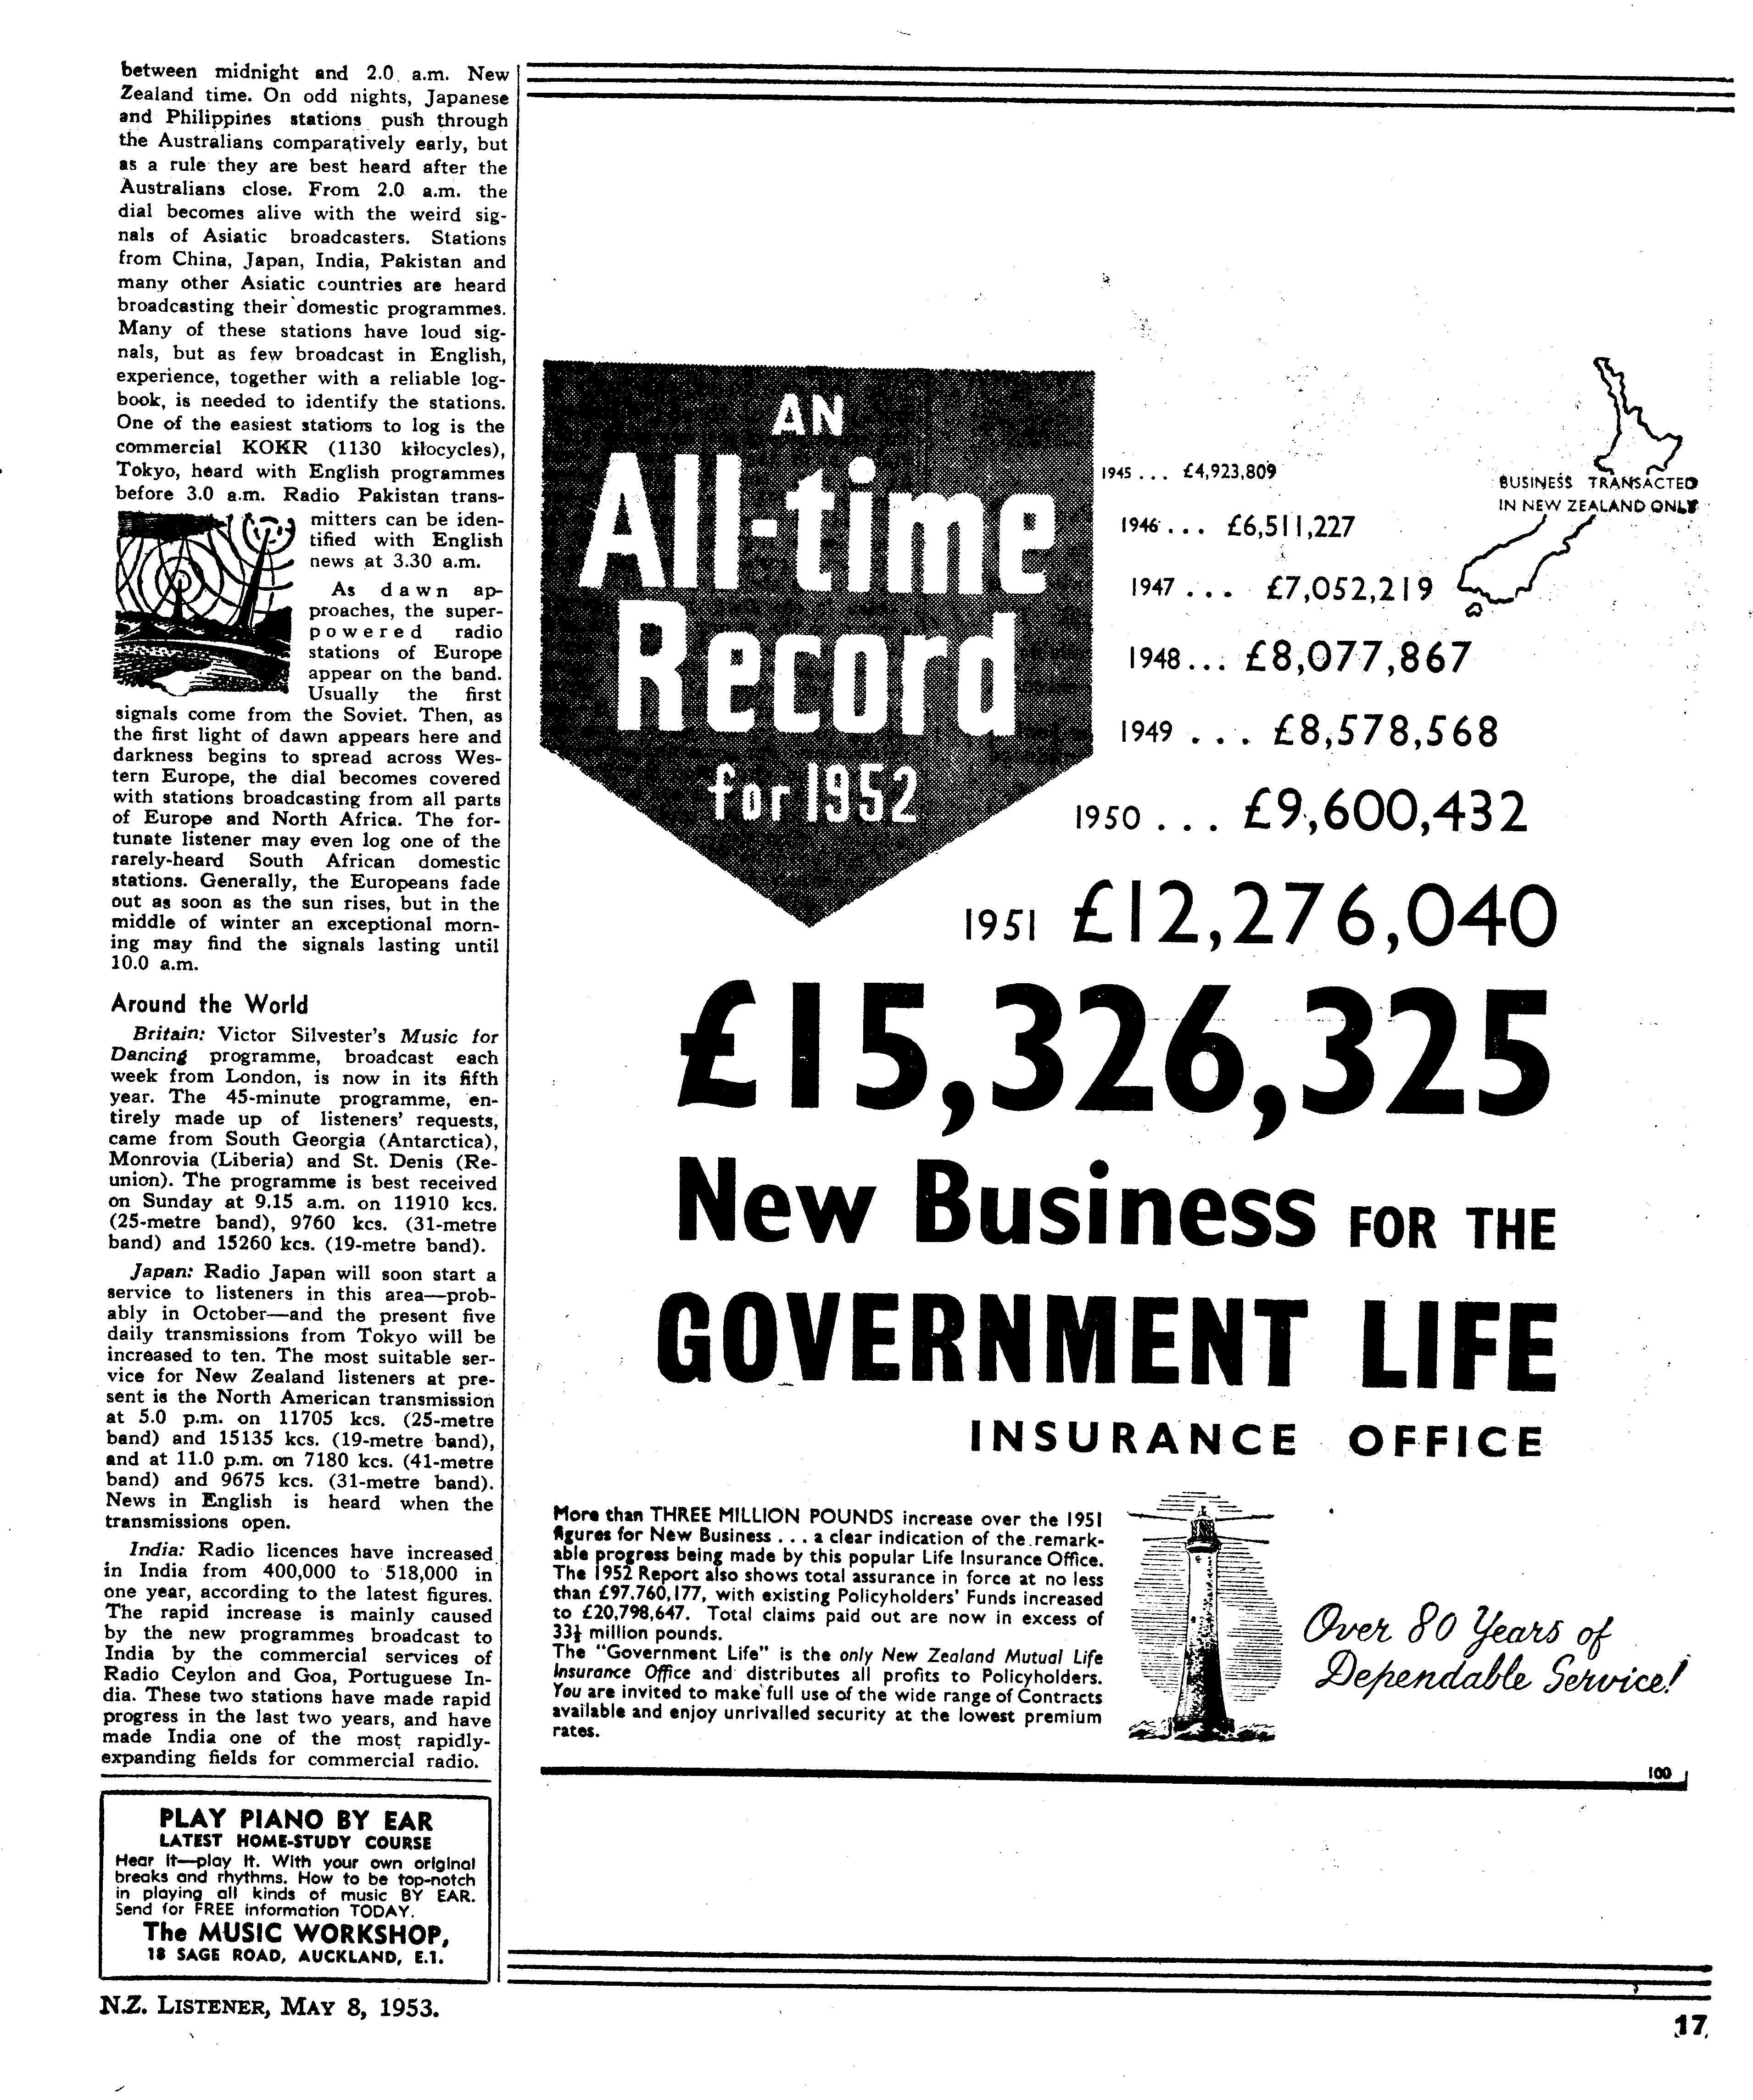 between midnight and 2.0 a.m. New
Zealand time. On odd nights, Japanese
and Philippines stations push through
the Australians comparatively early, but
as a rule they are best heard after the
Australians close. From 2.0 a.m. the
dial becomes alive with the weird sig-
nals of Asiatic broadcasters. Stations
from China, Japan, India, Pakistan and
many other Asiatic countries are heard
broadcasting their domestic programmes.
Many of these stations have loud sig-
nals, but as few broadcast in English,
experience, together with a reliable log-
book, is needed to identify the stations.
One of the easiest stations to log is the
commercial KOKR (1130 kilocycles),
Tokyo, heard with English programmes
before 3.0 a.m. Radio Pakistan trans-
mitters can be iden-
tified with English
news at 3.30 a.m.
As dawn ap-
proaches, the super-
powered radio
stations of Europe
appear on the band.
Usually the first
signals come from the Soviet. Then, as
the first light of dawn appears here and
darkness begins to spread across Wes-
tern Europe, the dial becomes covered
with stations broadcasting from all parts
of Europe and North Africa. The for-
tunate listener may even log one of the
rarely-heard South African domestic
stations. Generally, the Europeans fade
out as soon as the sun rises, but in the
middle of winter an exceptional morn-
ing may find the signals lasting until
10.0 a.m.
Around the World
Britain: Victor Silvester's Music for
Dancing programme, broadcast each
week from London, is now in its fifth
year. The 45-minute programme, en-
tirely made up of listeners' requests,
came from South Georgia (Antarctica),
Monrovia (Liberia) and St. Denis (Re-
union). The programme is best received
on Sunday at 9.15 a.m. on 11910 kcs.
(25-metre band), 9760 kcs. (31-metre
band) and 15260 kcs. (19-metre band).
Japan: Radio Japan will soon start a
service to listeners in this area—prob-
ably in October—and the present five
daily transmissions from Tokyo will be
increased to ten. The most suitable ser-
vice for New Zealand listeners at pre-
sent is the North American transmission
at 5.0 p.m. on 11705 kcs. (25-metre
band) and 15135 kcs. (19-metre band),
and at 11.0 p.m. on 7180 kcs. (41-metre
band) and 9675 kcs. (31-metre band).
News in English is heard when the
transmissions open.
India: Radio licences have increased
in India from 400,000 to 518,000 in
one year, according to the latest figures.
The rapid increase is mainly caused
by the new programmes broadcast to
India by the commercial services of
Radio Ceylon and Goa, Portuguese In-
dia. These two stations have made rapid
progress in the last two years, and have
made India one of the most rapidly-
expanding fields for commercial radio.
PLAY PIANO BY EAR
LATEST HOME-STUDY COURSE
Hear it—play it. With your own original
breaks and rhythms. How to be top-notch
in playing all kinds of music BY EAR.
Send for FREE information TODAY.
The MUSIC WORKSHOP,
18 SAGE ROAD, AUCKLAND, E.1.
AN
All-time
Record
for 1952
BUSINESS TRANSACTED
IN NEW ZEALAND ONLY
1945 ... £4,923,809
1946 ... £6,511,227
1947 ... £7,052,219
1948 ... £8,077,867
1949 ... £8,578,568
1950 ... £9,600,432
1951 £12,276,040
£15,326,325
New Business FOR THE
GOVERNMENT LIFE
INSURANCE OFFICE
More than THREE MILLION POUNDS increase over the 1951
figures for New Business ... a clear indication of the remark-
able progress being made by this popular Life Insurance Office.
The 1952 Report also shows total assurance in force at no less
than £97,760,177, with existing Policyholders' Funds increased
to £20,798,647. Total claims paid out are now in excess of
33½ million pounds.
The "Government Life" is the only New Zealand Mutual Life
Insurance Office and distributes all profits to Policyholders.
You are invited to make full use of the wide range of Contracts
available and enjoy unrivalled security at the lowest premium
rates.
Over 80 Years of
Dependable Service!
100
N.Z. LISTENER, MAY 8, 1953.
17